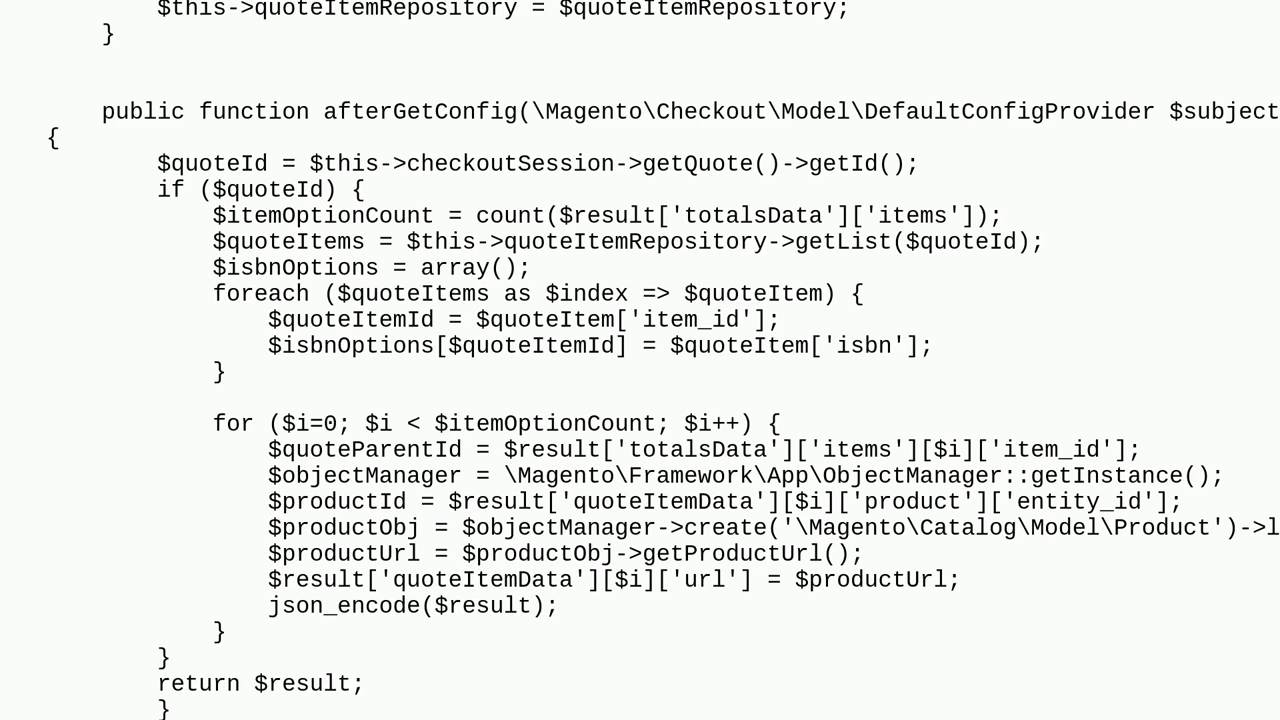 $this->quoteItemRepository = $quoteItemRepository;
}
public function afterGetConfig(\Magento\Checkout\Model\DefaultConfigProvider $subject
{
$quoteId = $this->checkoutSession->getQuote()->getId();
if ($quoteId) {
$itemOptionCount = count($result['totalsData']['items']);
$quoteItems = $this->quoteItemRepository->getList($quoteId);
$isbnOptions = array();
foreach ($quoteItems as $index => $quoteItem) {
$quoteItemId = $quoteItem['item_id'];
$isbnOptions[$quoteItemId] = $quoteItem['isbn'];
}
for ($i=0; $i < $itemOptionCount; $i++) {
$quoteParentId = $result['totalsData']['items'][$i]['item_id'];
$objectManager = \Magento\Framework\App\ObjectManager::getInstance();
$productId = $result['quoteItemData'][$i]['product']['entity_id'];
$productObj = $objectManager->create('\Magento\Catalog\Model\Product')->l
$productUrl = $productObj->getProductUrl();
$result['quoteItemData'][$i]['url'] = $productUrl;
json_encode($result);
}
}
return $result;
}